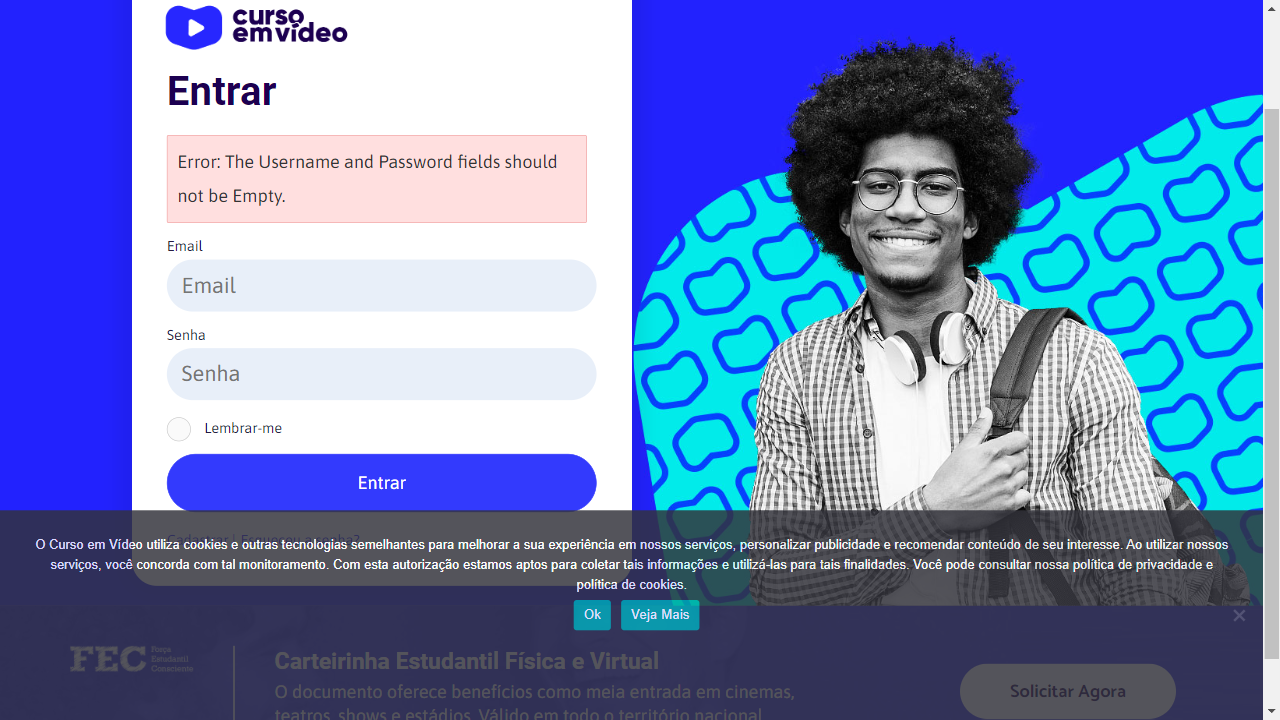 curso
em vídeo
Entrar
Error: The Username and Password fields should
not be Empty.
Email
Email
Senha
Senha
Lembrar-me
Entrar
O Curso em Vídeo utiliza cookies e outras tecnologias semelhantes para melhorar a sua experiência em nossos serviços, personalizar publicidade e recomendar conteúdo de seu interesse. Ao utilizar nossos
serviços, você concorda com tal monitoramento. Com esta autorização estamos aptos para coletar tais informações e utilizá-las para tais finalidades. Você pode consultar nossa política de privacidade e
política de cookies.
Ok
Veja Mais
FEC
Força
Estudantil
Consciente
Carteirinha Estudantil Física e Virtual
O documento oferece benefícios como meia entrada em cinemas,
teatros, shows e estádios. Válido em todo o território nacional
Solicitar Agora